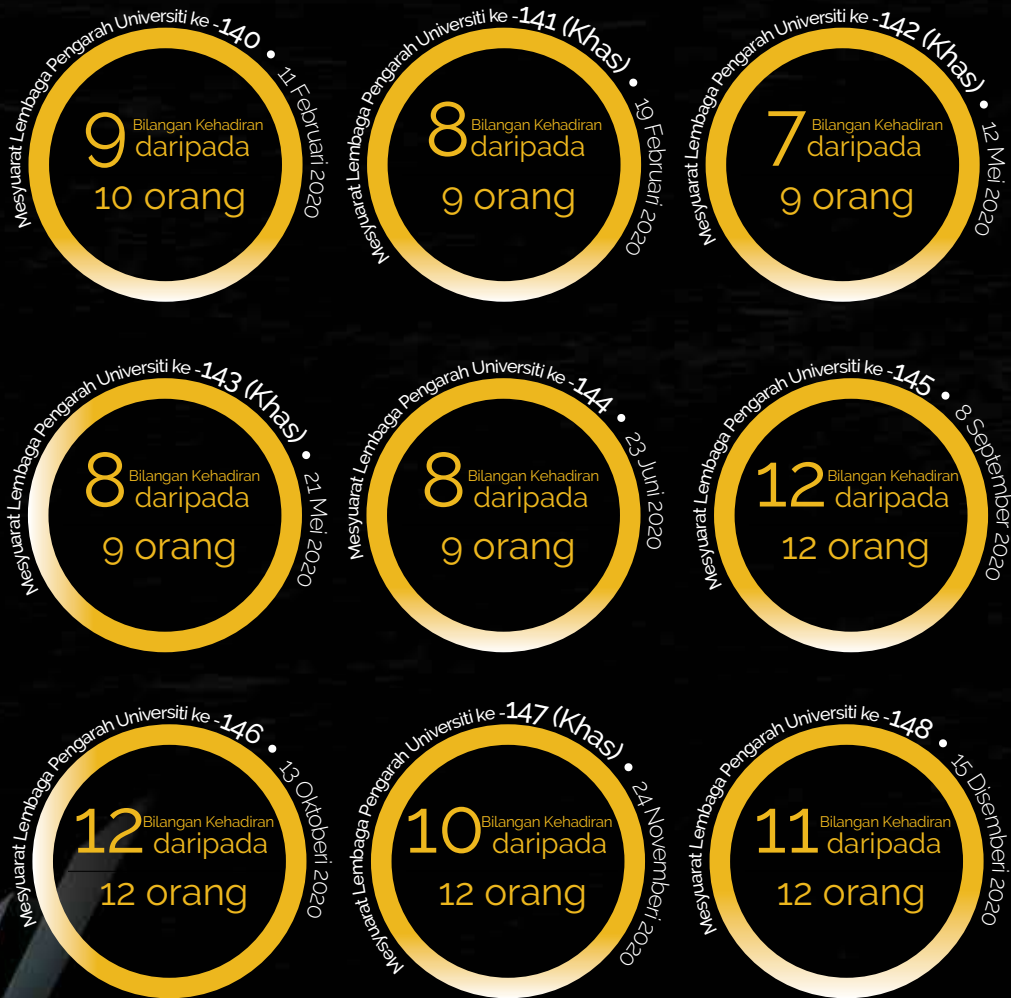 Mesyuarat Lembaga Pengarah Universiti ke -140 • 11 Februari 2020
9 Bilangan Kehadiran
daripada
10 orang
Mesyuarat Lembaga Pengarah Universiti ke -141 (Khas) • 19 Februari 2020
8 Bilangan Kehadiran
daripada
9 orang
Mesyuarat Lembaga Pengarah Universiti ke -142 (Khas) • 12 Mei 2020
7 Bilangan Kehadiran
daripada
9 orang
Mesyuarat Lembaga Pengarah Universiti ke -143 (Khas) • 21 Mei 2020
8 Bilangan Kehadiran
daripada
9 orang
Mesyuarat Lembaga Pengarah Universiti ke -144 • 23 Juni 2020
8 Bilangan Kehadiran
daripada
9 orang
Mesyuarat Lembaga Pengarah Universiti ke -145 • 8 September 2020
12 Bilangan Kehadiran
daripada
12 orang
Mesyuarat Lembaga Pengarah Universiti ke -146 • 13 Oktoberi 2020
12 Bilangan Kehadiran
daripada
12 orang
Mesyuarat Lembaga Pengarah Universiti ke -147 (Khas) • 24 Novemberi 2020
10 Bilangan Kehadiran
daripada
12 orang
Mesyuarat Lembaga Pengarah Universiti ke -148 • 15 Disemberi 2020
11 Bilangan Kehadiran
daripada
12 orang